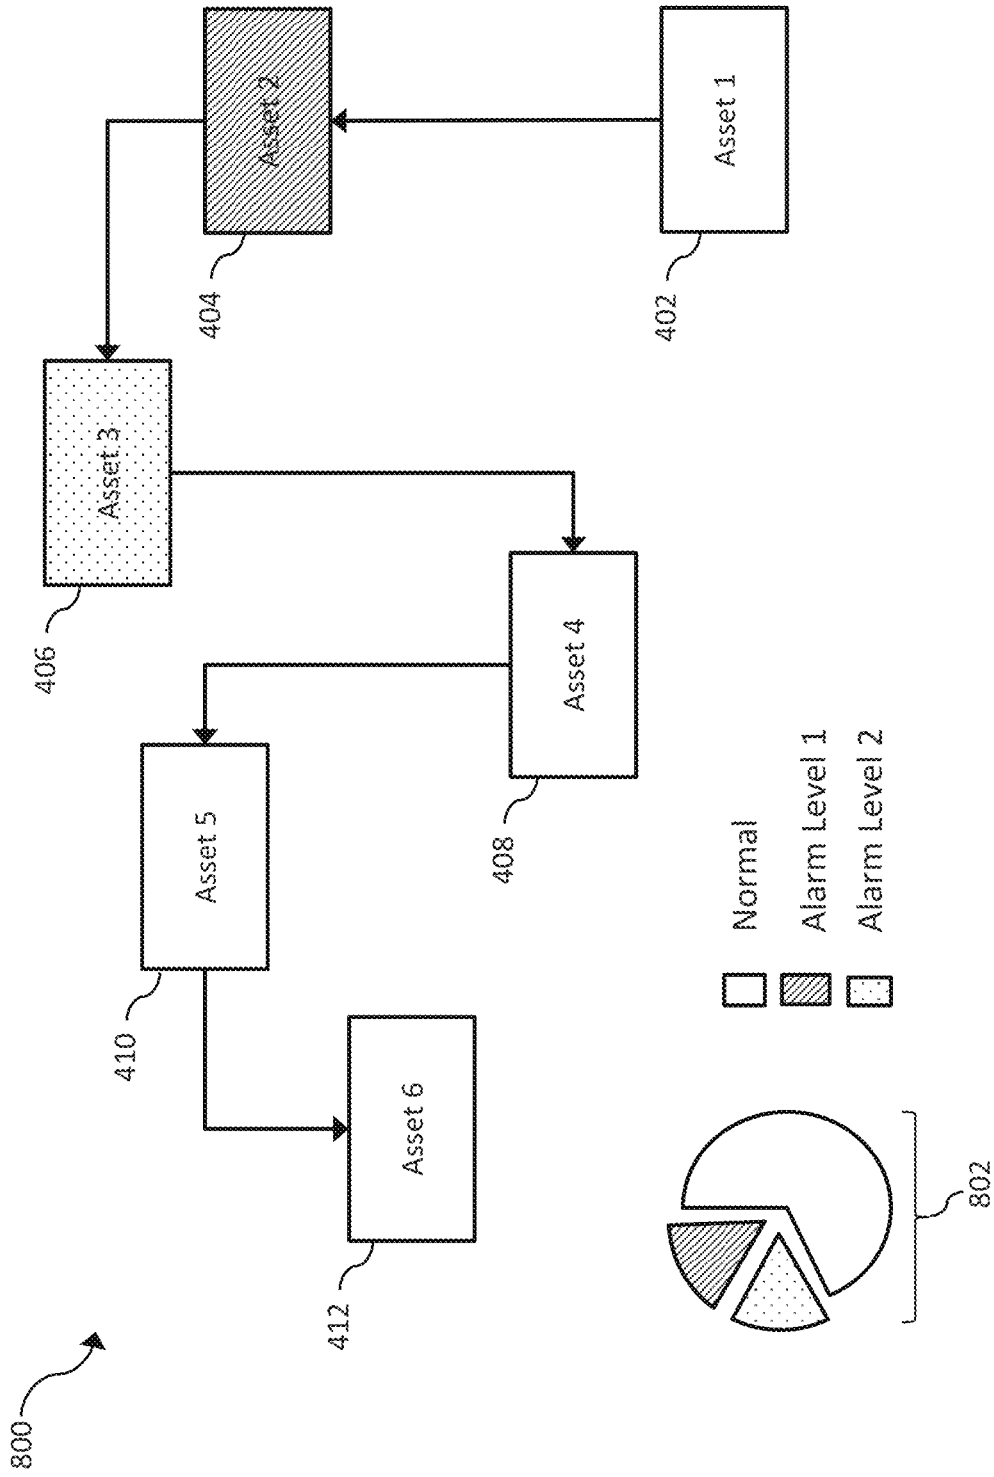 800
Asset 1
402
Asset 2
404
Asset 3
406
Asset 4
408
Asset 5
410
Asset 6
412
Normal
Alarm Level 1
Alarm Level 2
802